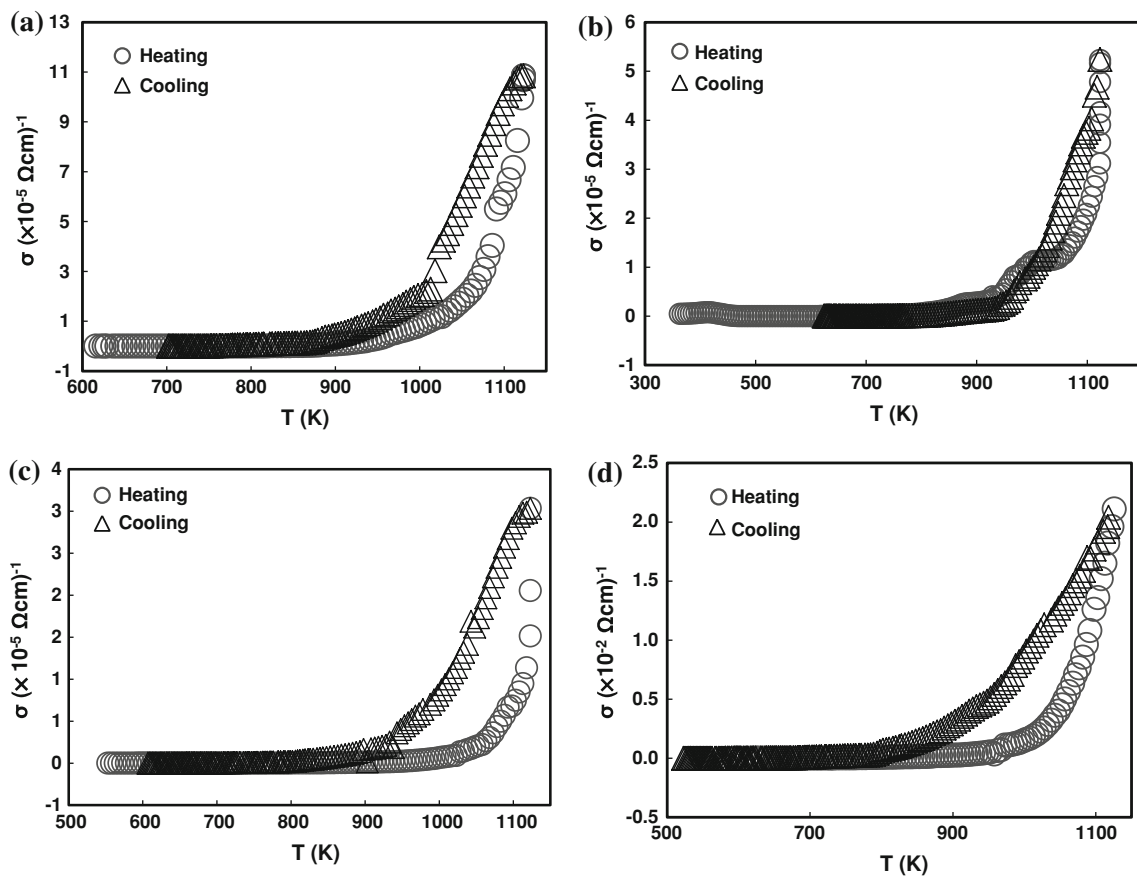 (a)
13
11
9
7
5
3
1
-1
σ (×10⁻⁵ Ωcm)⁻¹
Heating
Cooling
600 700 800 900 1000 1100
T (K)
(b)
6
5
4
3
2
1
0
-1
σ (×10⁻⁵ Ωcm)⁻¹
Heating
Cooling
300 500 700 900 1100
T (K)
(c)
4
3
3
2
2
1
1
0
-1
σ (× 10⁻⁵ Ωcm)⁻¹
Heating
Cooling
500 600 700 800 900 1000 1100
T (K)
(d)
2.5
2.0
1.5
1.0
0.5
0.0
-0.5
σ (×10⁻² Ωcm)⁻¹
Heating
Cooling
500 700 900 1100
T (K)